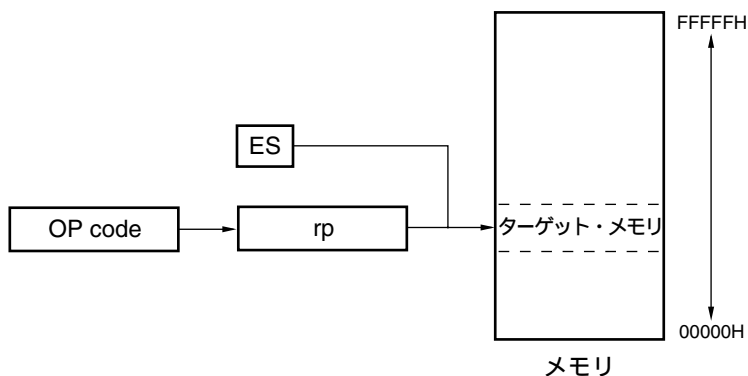 FFFFFH
ES
OP code
rp
ターゲット・メモリ
00000H
メモリ